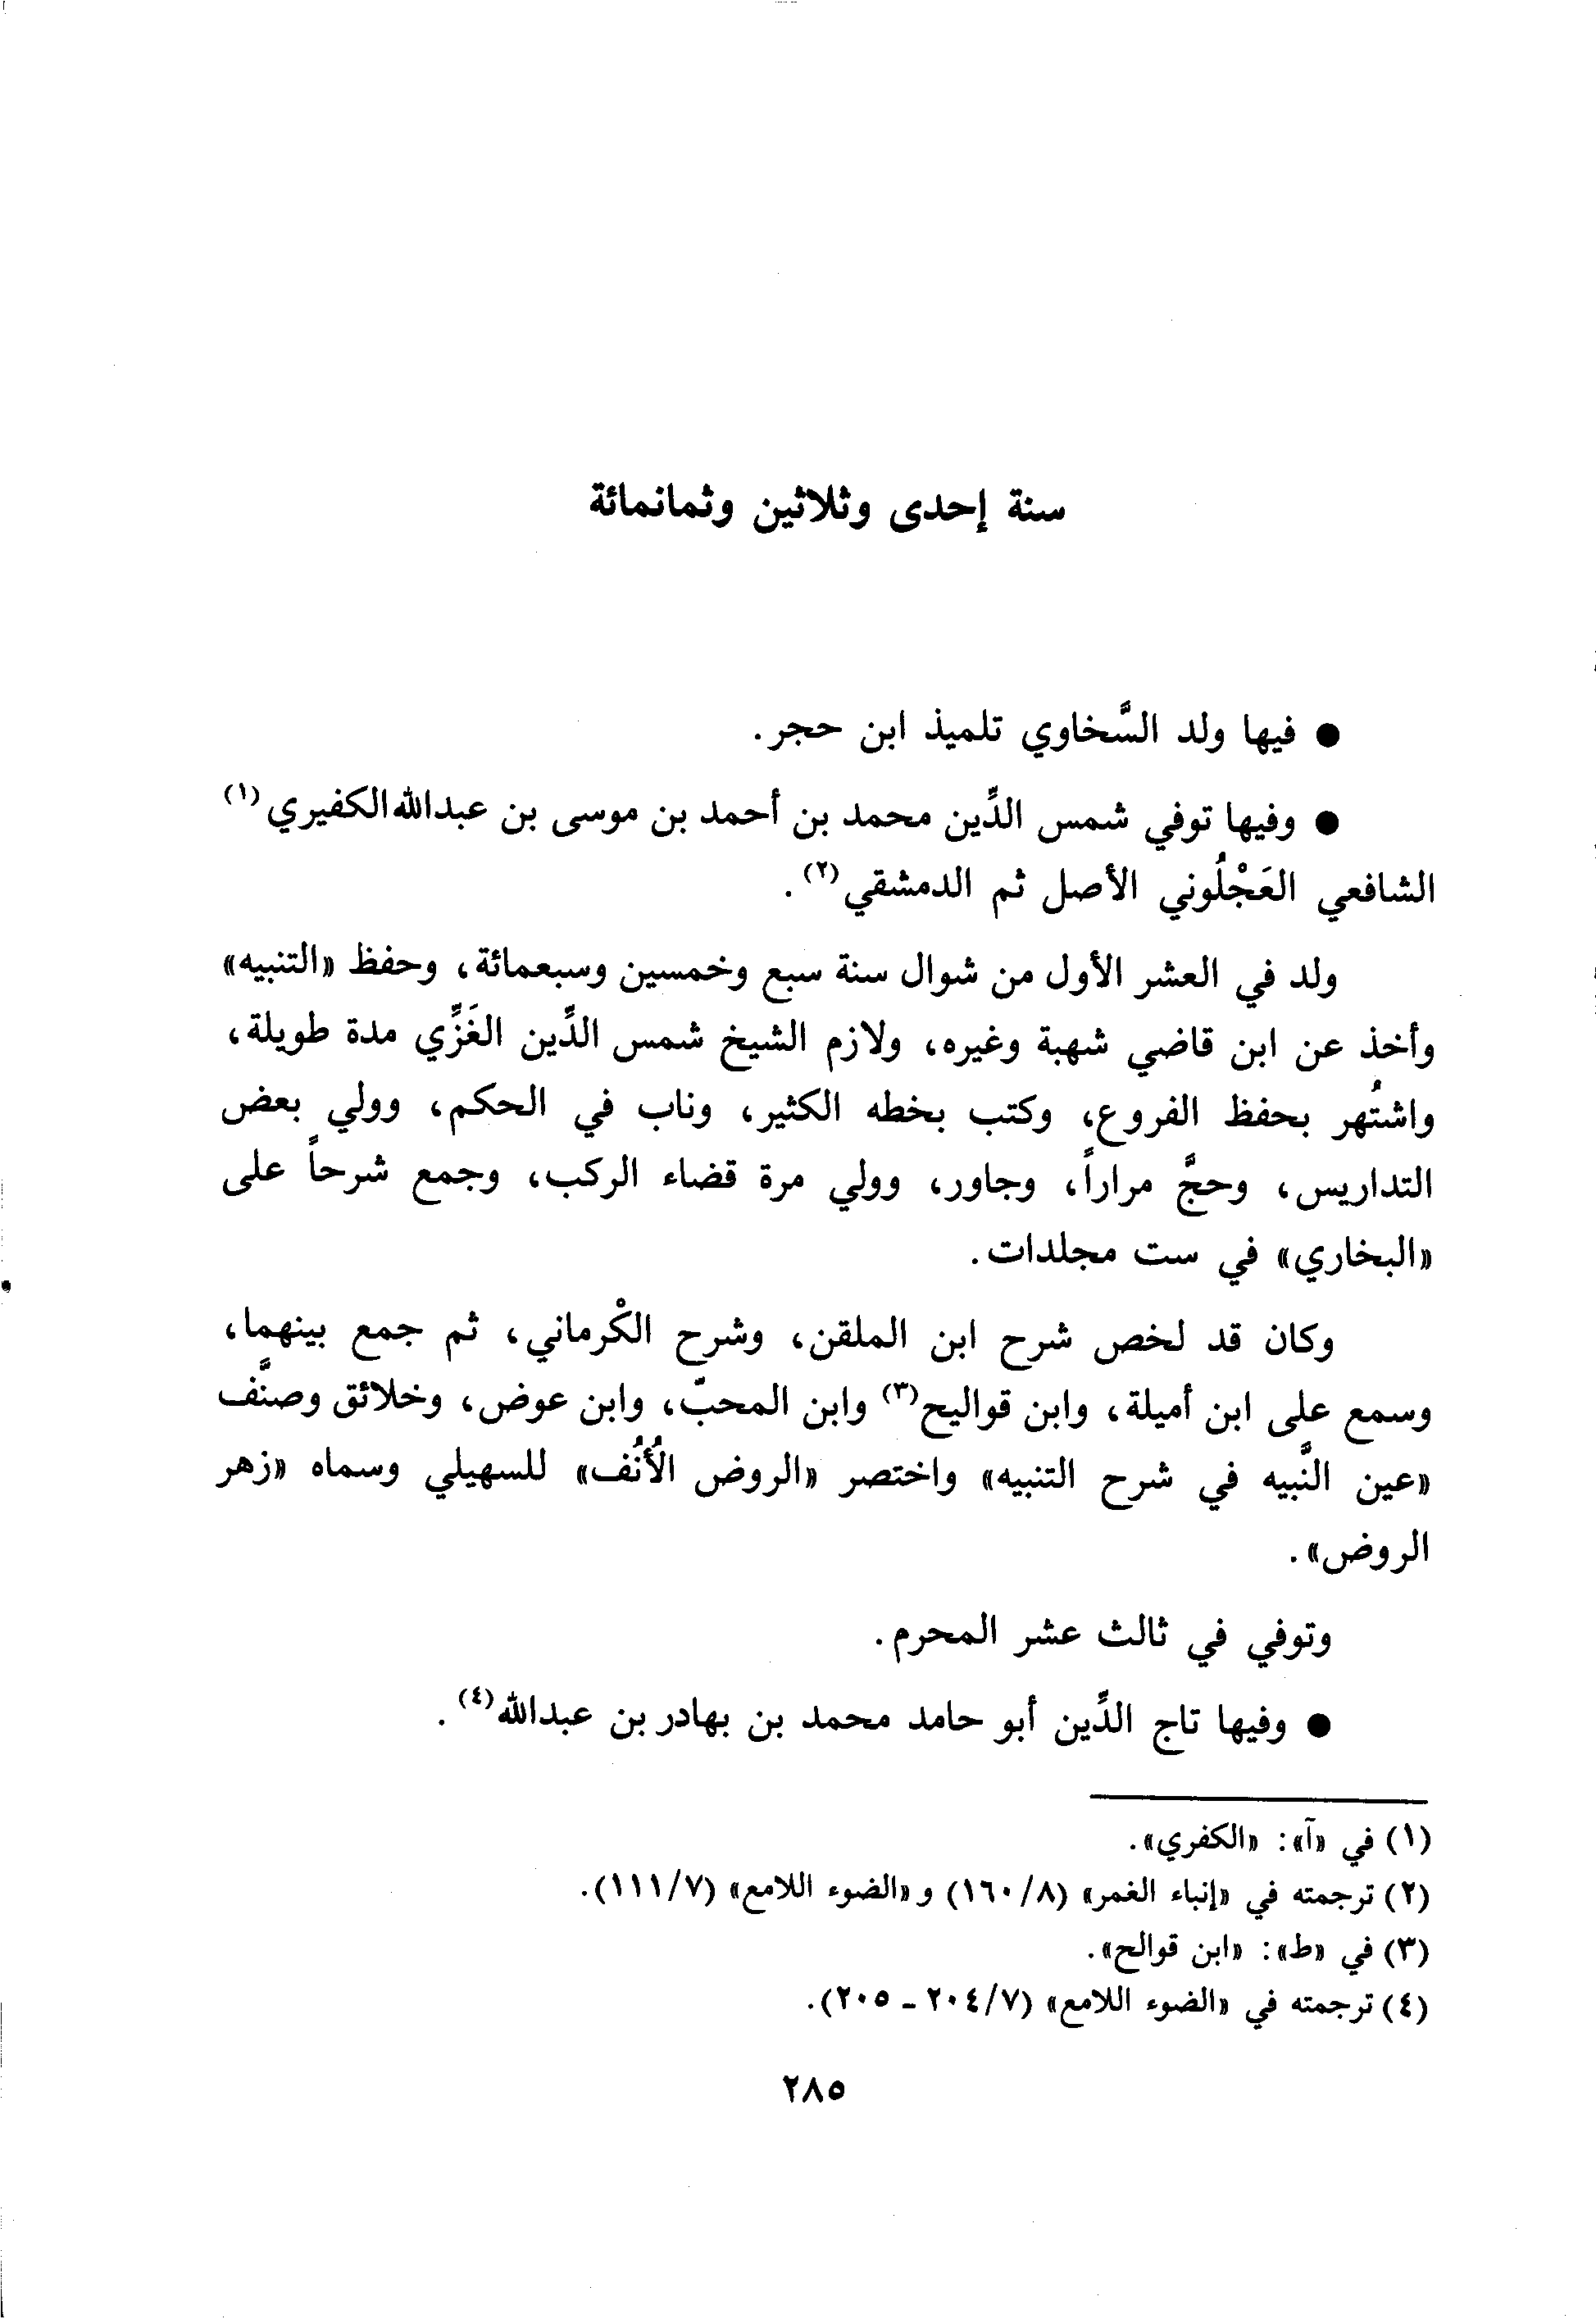 سنة إحدى وثلاثين وثمانمائة
● فيها ولد السَّخاوي تلميذ ابن حجر.
● وفيها توفي شمس الدِّين محمد بن أحمد بن موسى بن عبدالله الكفيري(١)
الشافعي العَجْلُوني الأصل ثم الدمشقي(٢).
ولد في العشر الأول من شوال سنة سبع وخمسين وسبعمائة، وحفظ «التنبيه»
وأخذ عن ابن قاضي شهبة وغيره، ولازم الشيخ شمس الدِّين الغَزِّي مدة طويلة،
واشتُهر بحفظ الفروع، وكتب بخطه الكثير، وناب في الحكم، وولي بعض
التداريس، وحجَّ مراراً، وجاور، وولي مرة قضاء الركب، وجمع شرحاً على
«البخاري» في ست مجلدات.
وكان قد لخص شرح ابن الملقن، وشرح الكْرماني، ثم جمع بينهما،
وسمع على ابن أميلة، وابن قواليح(٣) وابن المحبّ، وابن عوض، وخلائق وصنَّف
«عين النَّبيه في شرح التنبيه» واختصر «الروض الأُنُف» للسهيلي وسماه «زهر
الروض».
وتوفي في ثالث عشر المحرم.
● وفيها تاج الدِّين أبو حامد محمد بن بهادر بن عبدالله(٤).
(١) في «آ»: «الكفري».
(٢) ترجمته في «إنباء الغمر» (٨/ ١٦٠) و «الضوء اللامع» (٧/ ١١١).
(٣) في «ط»: «ابن قوالح».
(٤) ترجمته في «الضوء اللامع» (٧/ ٢٠٤ - ٢٠٥).
٢٨٥